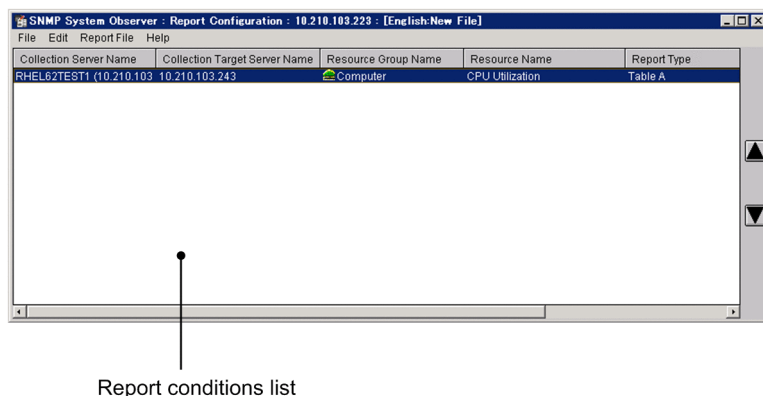 SNMP System Observer : Report Configuration : 10.210.103.223 : [English:New File]
File Edit Report File Help
Collection Server Name Collection Target Server Name Resource Group Name Resource Name Report Type
RHEL62TEST1 (10.210.103 10.210.103.243 Computer CPU Utilization Table A
Report conditions list